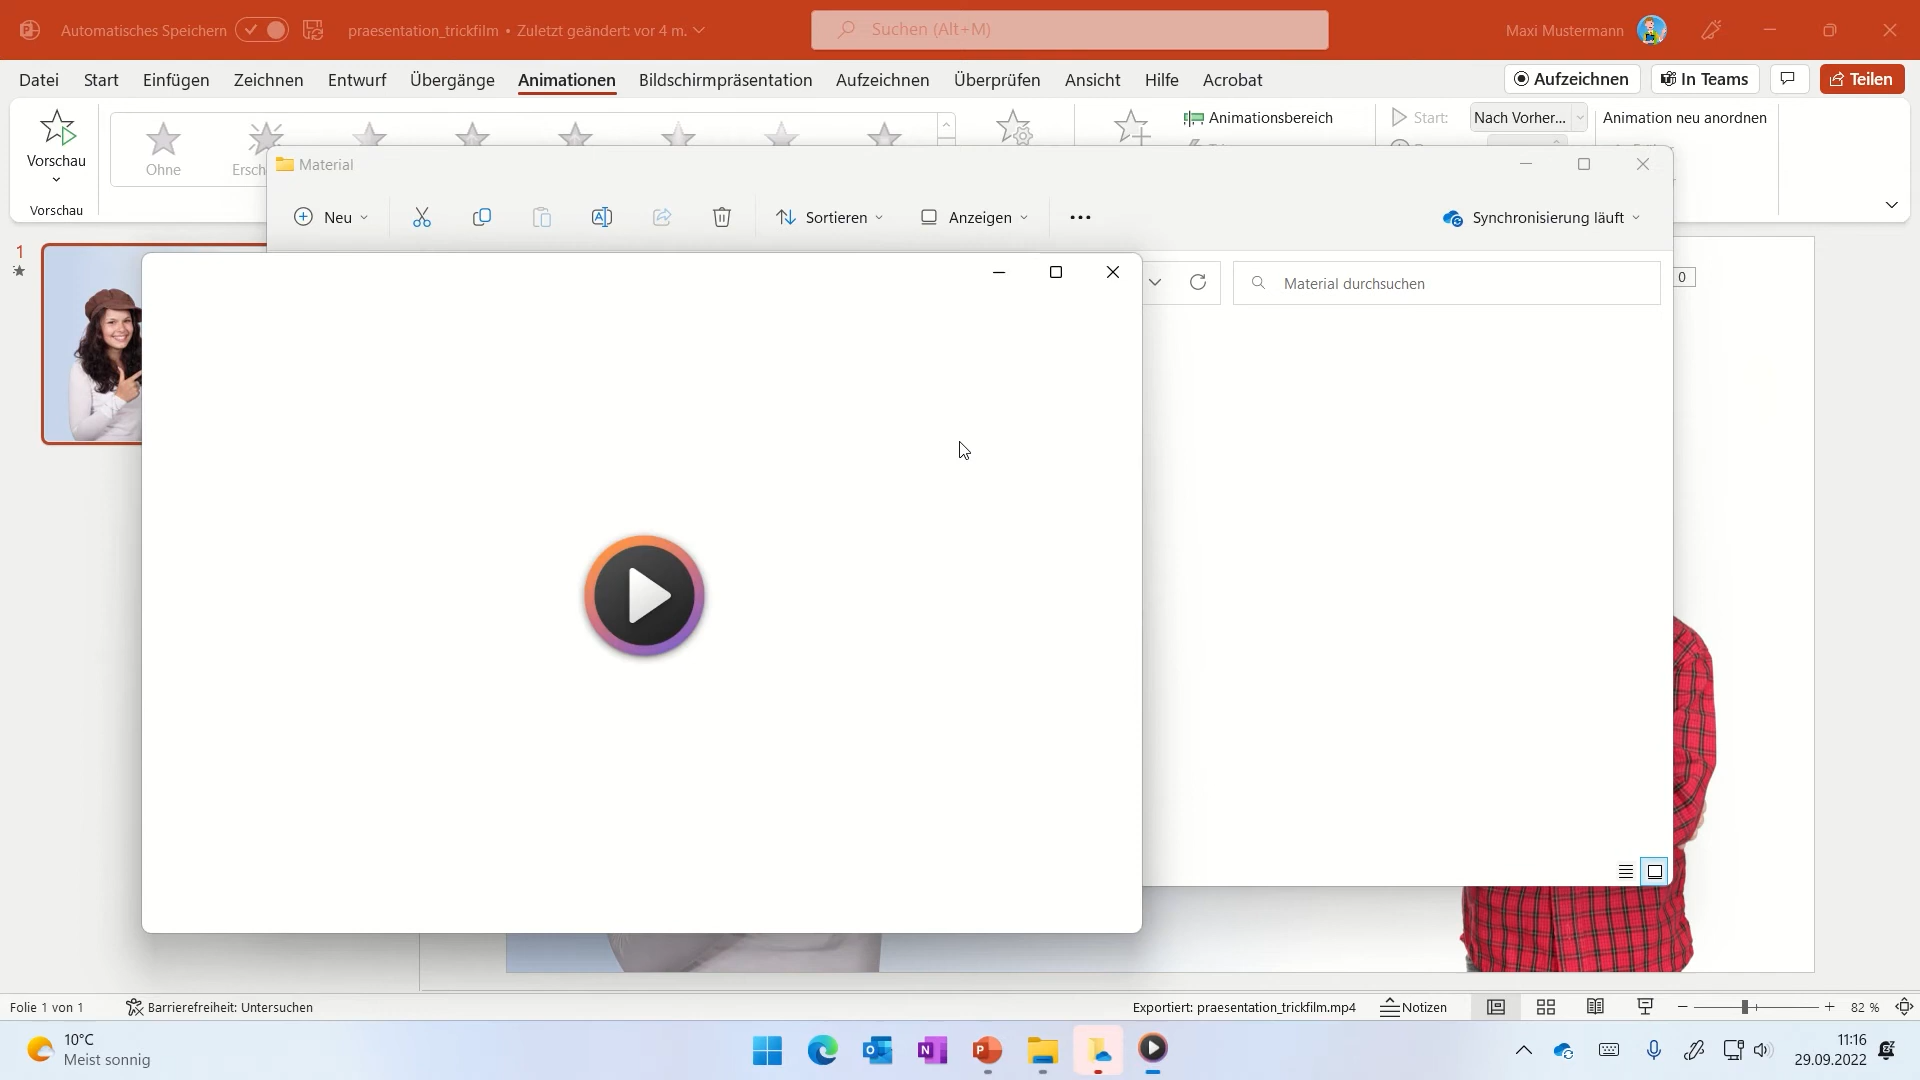 Automatisches Speichern
praesentation_trickfilm • Zuletzt geändert: vor 4 m.
Suchen (Alt+M)
Maxi Mustermann
Datei Start Einfügen Zeichnen Entwurf Übergänge Animationen Bildschirmpräsentation Aufzeichnen Überprüfen Ansicht Hilfe Acrobat
Aufzeichnen In Teams Teilen
Vorschau
Vorschau
Ohne
Ersch
Animationsbereich
Start: Nach Vorher...
Animation neu anordnen
Material
Neu Sortieren Anzeigen
Synchronisierung läuft
Material durchsuchen
1
0
Folie 1 von 1
Barrierefreiheit: Untersuchen
Exportiert: praesentation_trickfilm.mp4
Notizen
82 %
10°C
Meist sonnig
11:16
29.09.2022